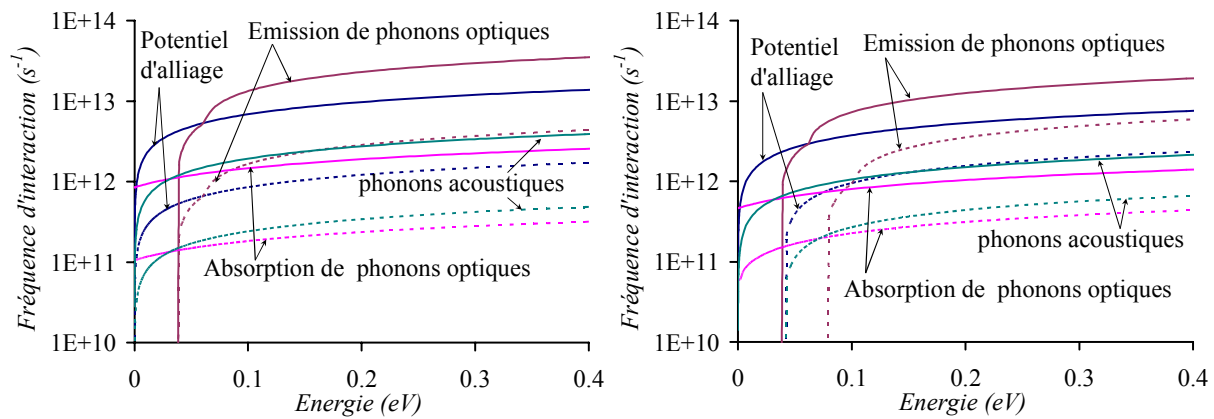 Fréquence d'interaction (s⁻¹)
1E+14
1E+13
1E+12
1E+11
1E+10
Potentiel
d'alliage
Emission de phonons optiques
phonons acoustiques
Absorption de phonons optiques
0 0.1 0.2 0.3 0.4
Energie (eV)
Fréquence d'interaction (s⁻¹)
1E+14
1E+13
1E+12
1E+11
1E+10
Potentiel
d'alliage
Emission de phonons optiques
phonons acoustiques
Absorption de phonons optiques
0 0.1 0.2 0.3 0.4
Energie (eV)